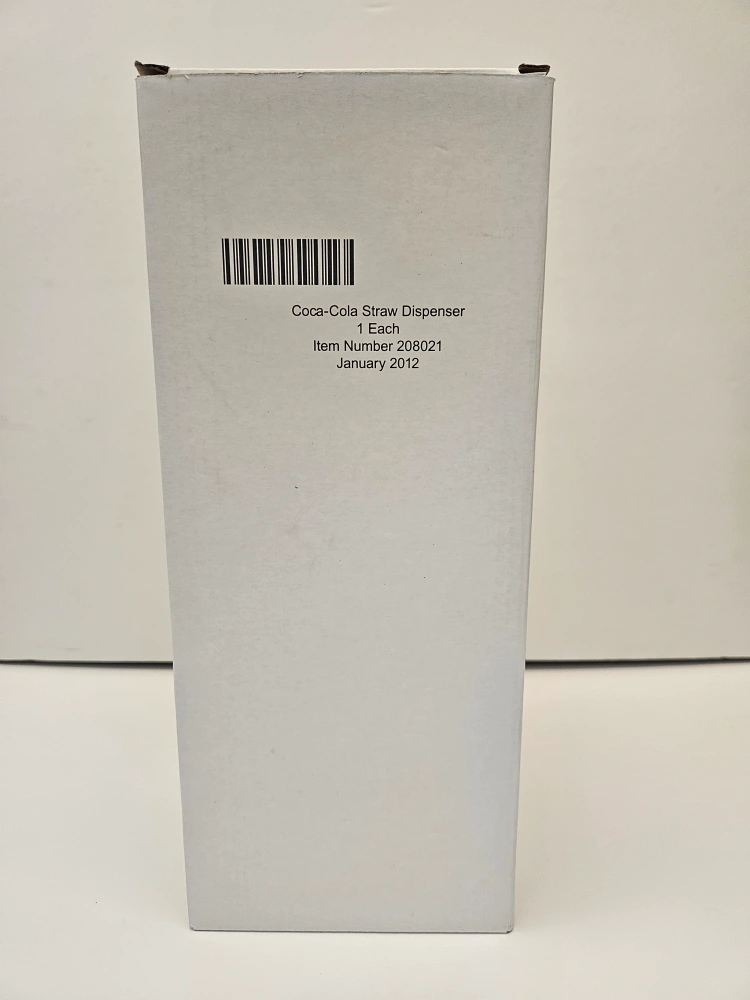 Coca-Cola Straw Dispenser
1 Each
Item Number 208021
January 2012